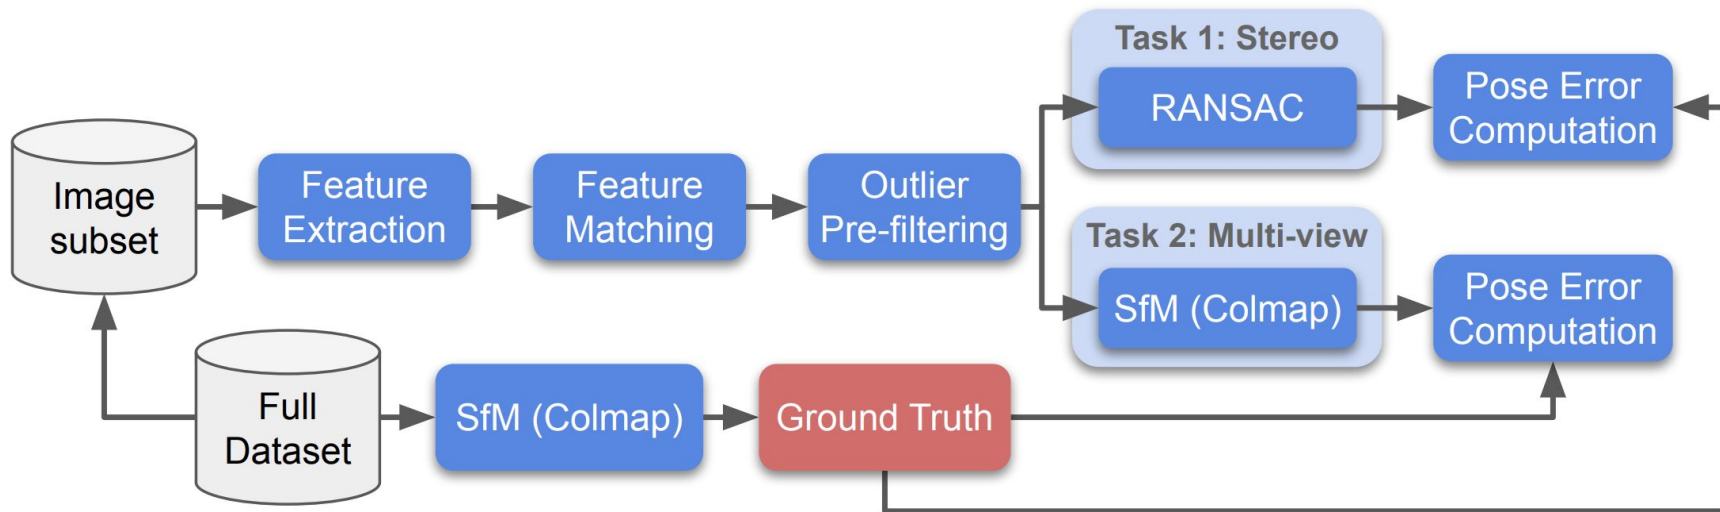 Task 1: Stereo
RANSAC
Pose Error
Computation
Image
subset
Feature
Extraction
Feature
Matching
Outlier
Pre-filtering
Task 2: Multi-view
SfM (Colmap)
Pose Error
Computation
Full
Dataset
SfM (Colmap)
Ground Truth